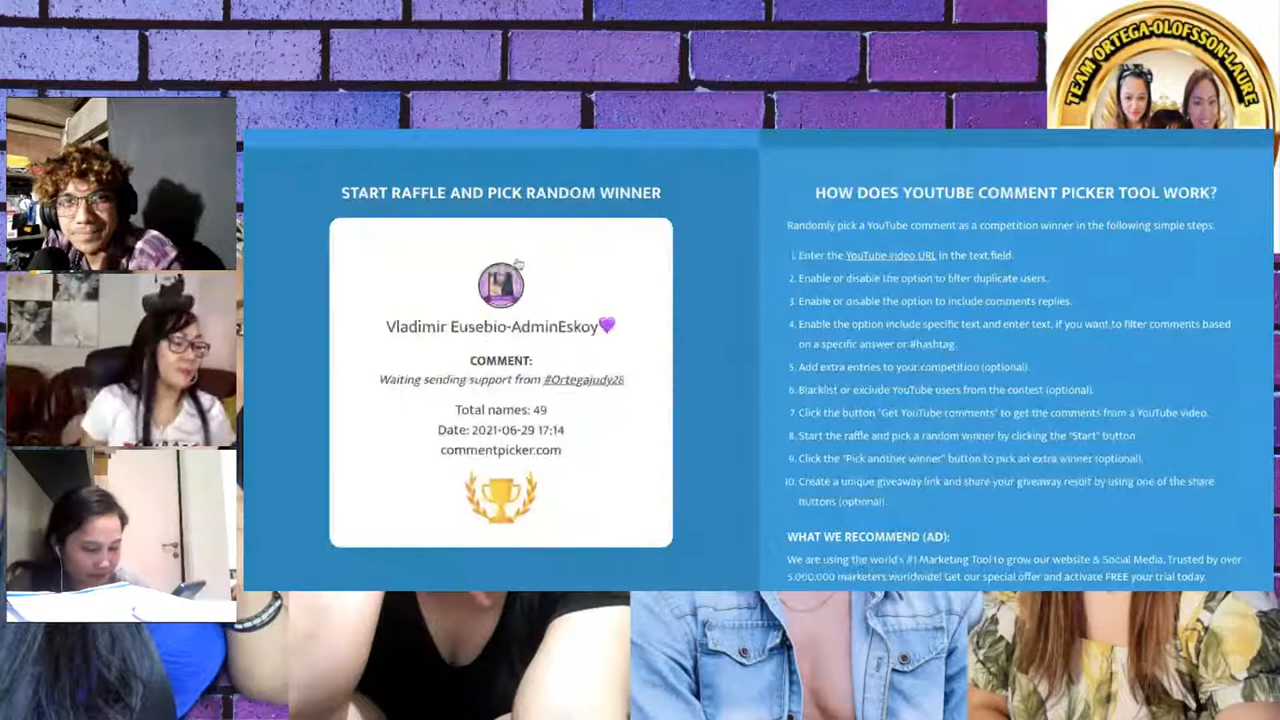 TEAM ORTEGA-OLOFSSON-LAURE
START RAFFLE AND PICK RANDOM WINNER
Vladimir Eusebio-AdminEskoy💜
COMMENT:
Waiting sending support from #Ortegajudy28
Total names: 49
Date: 2021-06-29 17:14
commentpicker.com
HOW DOES YOUTUBE COMMENT PICKER TOOL WORK?
Randomly pick a YouTube comment as a competition winner in the following simple steps.
1. Enter the YouTube video URL in the text field.
2. Enable or disable the option to filter duplicate users.
3. Enable or disable the option to include comments replies.
4. Enable the option include specific text and enter text, if you want to filter comments based
on a specific answer or #hashtag.
5. Add extra entries to your competition (optional).
6. Blacklist or exclude YouTube users from the contest (optional).
7. Click the button "Get YouTube comments" to get the comments from a YouTube video.
8. Start the raffle and pick a random winner by clicking the "Start" button
9. Click the "Pick another winner" button to pick an extra winner (optional).
10. Create a unique giveaway link and share your giveaway result by using one of the share
buttons (optional).
WHAT WE RECOMMEND (AD):
We are using the world's #1 Marketing Tool to grow our website & Social Media. Trusted by over
5.000.000 marketers worldwide! Get our special offer and activate FREE your trial today.